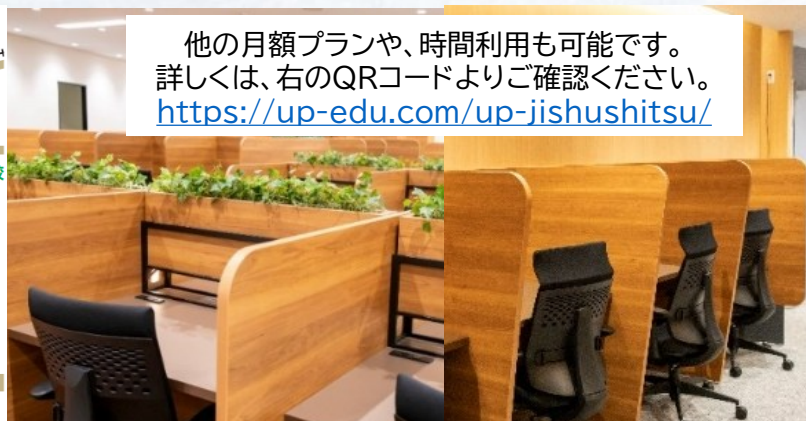 他の月額プランや、時間利用も可能です。
詳しくは、右のQRコードよりご確認ください。
https://up-edu.com/up-jishushitsu/